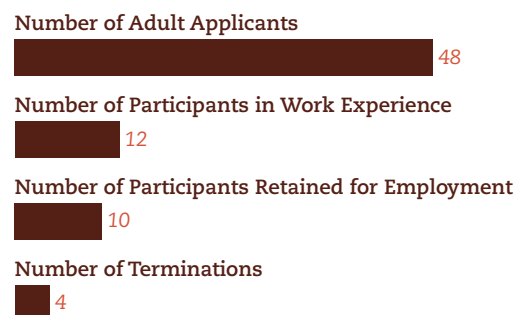 Number of Adult Applicants
48
Number of Participants in Work Experience
12
Number of Participants Retained for Employment
10
Number of Terminations
4